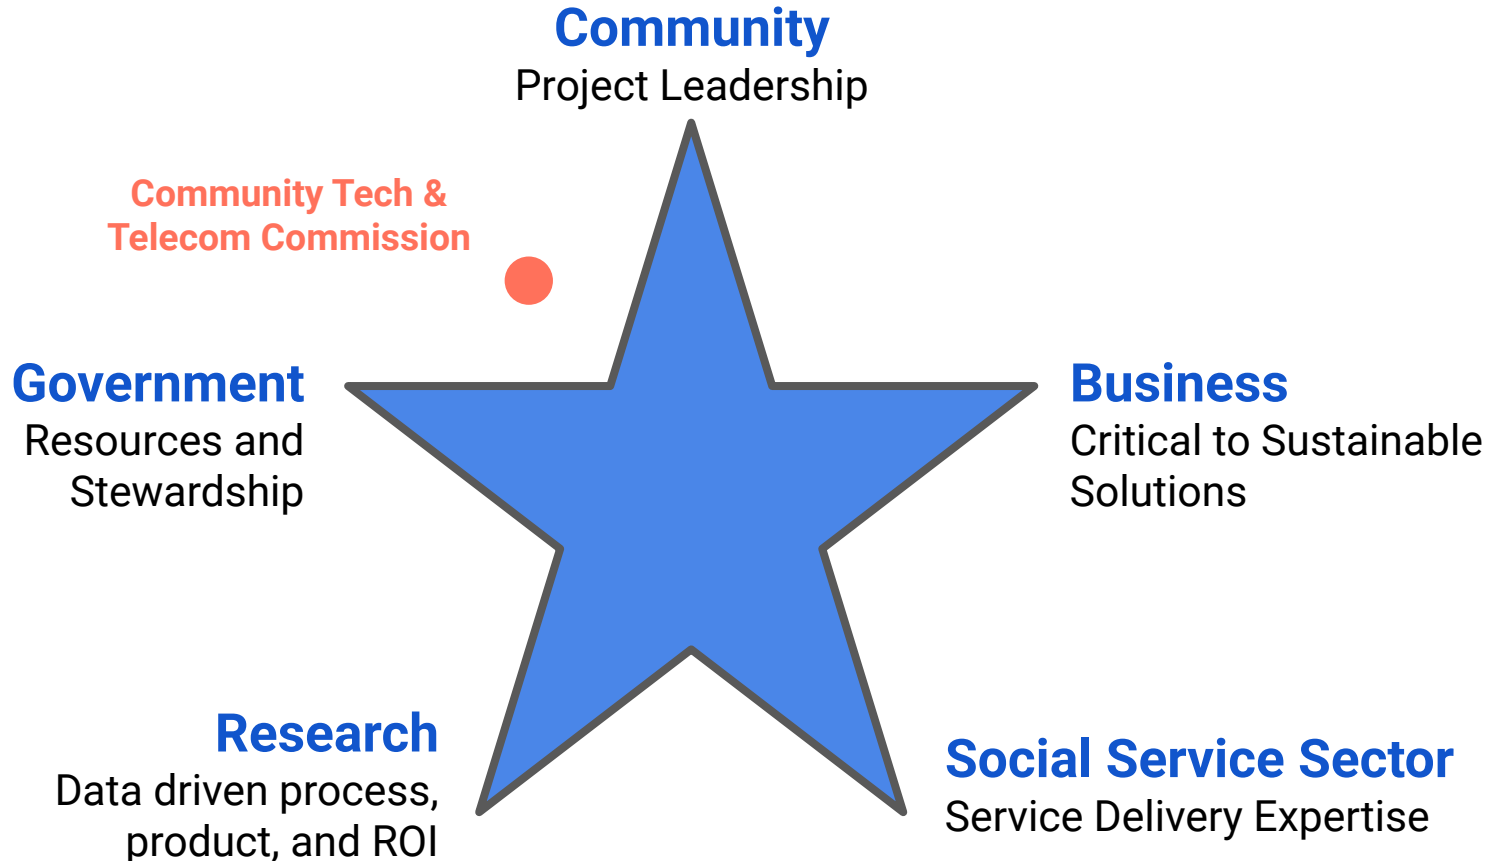 Community
Project Leadership
Community Tech &
Telecom Commission
Government
Resources and
Stewardship
Business
Critical to Sustainable
Solutions
Research
Data driven process,
product, and ROI
Social Service Sector
Service Delivery Expertise